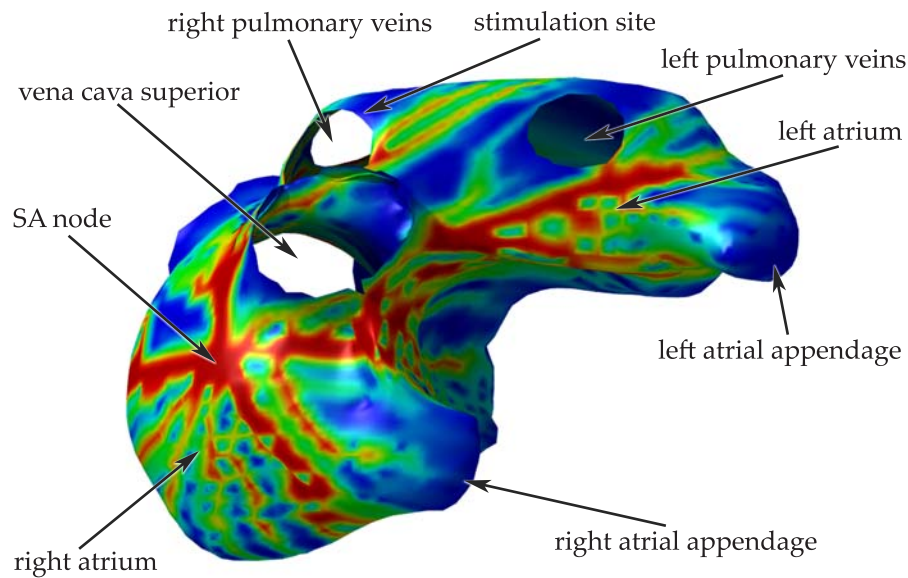 right pulmonary veins
stimulation site
left pulmonary veins
vena cava superior
left atrium
SA node
left atrial appendage
right atrial appendage
right atrium